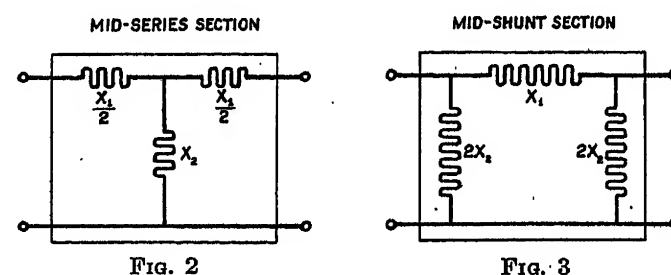 MID-SERIES SECTION
X₁
2
X₁
2
X₂
FIG. 2
MID-SHUNT SECTION
X₁
2X₂
2X₂
FIG. 3